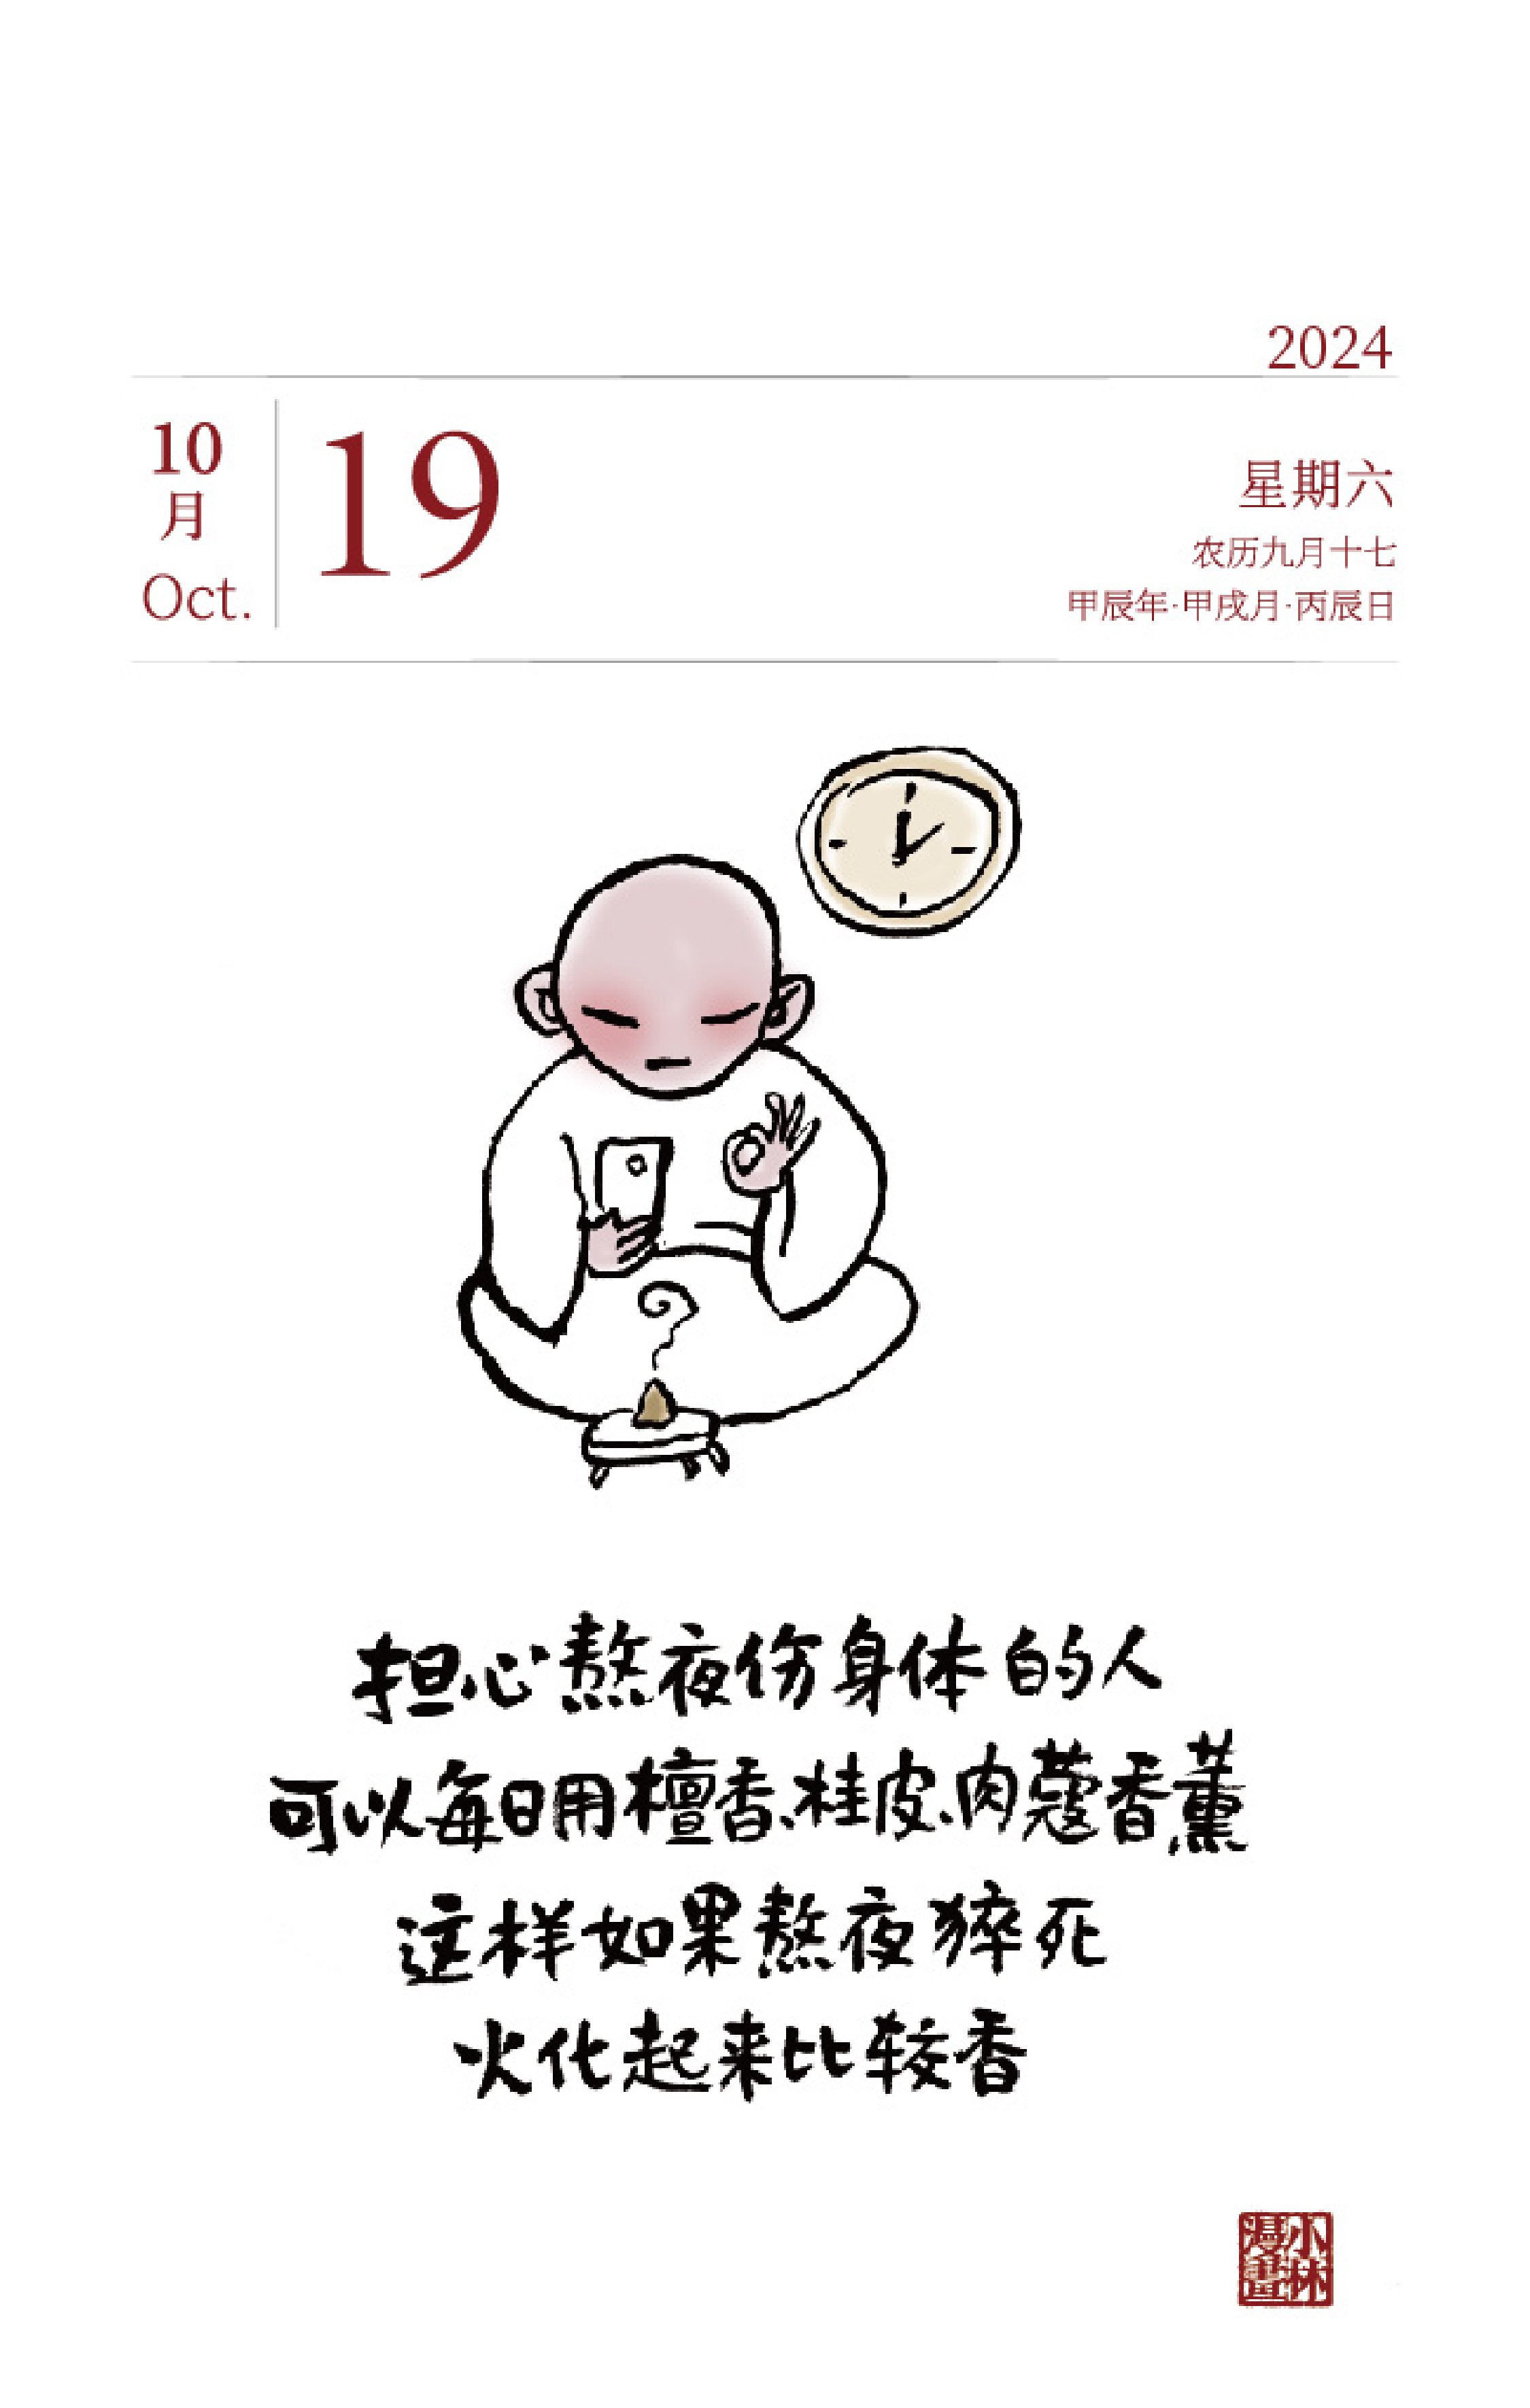 2024
10
月
Oct.
19
星期六
农历九月十七
甲辰年·甲戌月·丙辰日
担心熬夜伤身体的人
可以每日用檀香、桂皮、肉蔻香薰
这样如果熬夜猝死
火化起来比较香
小林
漫畫